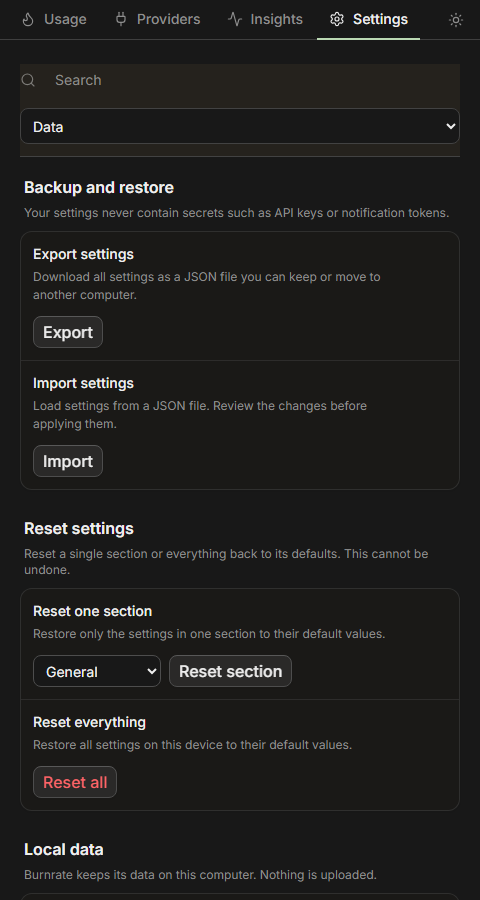 Usage Providers Insights Settings
Search
Data
Backup and restore
Your settings never contain secrets such as API keys or notification tokens.
Export settings
Download all settings as a JSON file you can keep or move to
another computer.
Export
Import settings
Load settings from a JSON file. Review the changes before
applying them.
Import
Reset settings
Reset a single section or everything back to its defaults. This cannot be
undone.
Reset one section
Restore only the settings in one section to their default values.
General Reset section
Reset everything
Restore all settings on this device to their default values.
Reset all
Local data
Burnrate keeps its data on this computer. Nothing is uploaded.